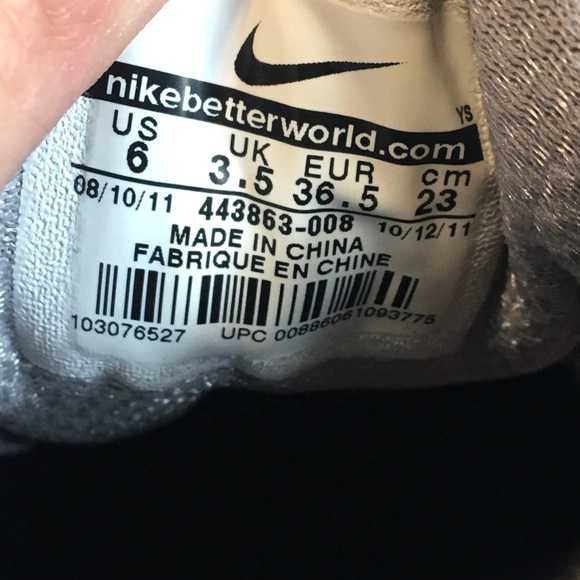 nikebetterworld.com
YS
US UK EUR cm
6 3.5 36.5 23
08/10/11 443863-008 10/12/11
MADE IN CHINA
FABRIQUE EN CHINE
103076527 UPC 00886061093775